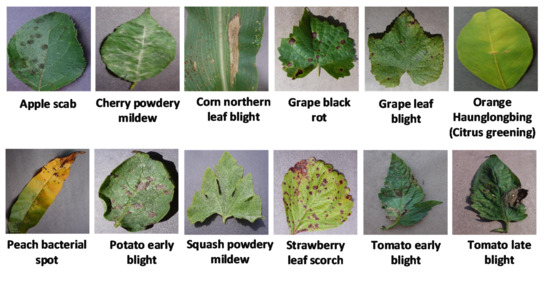 Apple scab
Cherry powdery
mildew
Corn northern
leaf blight
Grape black
rot
Grape leaf
blight
Orange
Haunglongbing
(Citrus greening)
Peach bacterial
spot
Potato early
blight
Squash powdery
mildew
Strawberry
leaf scorch
Tomato early
blight
Tomato late
blight